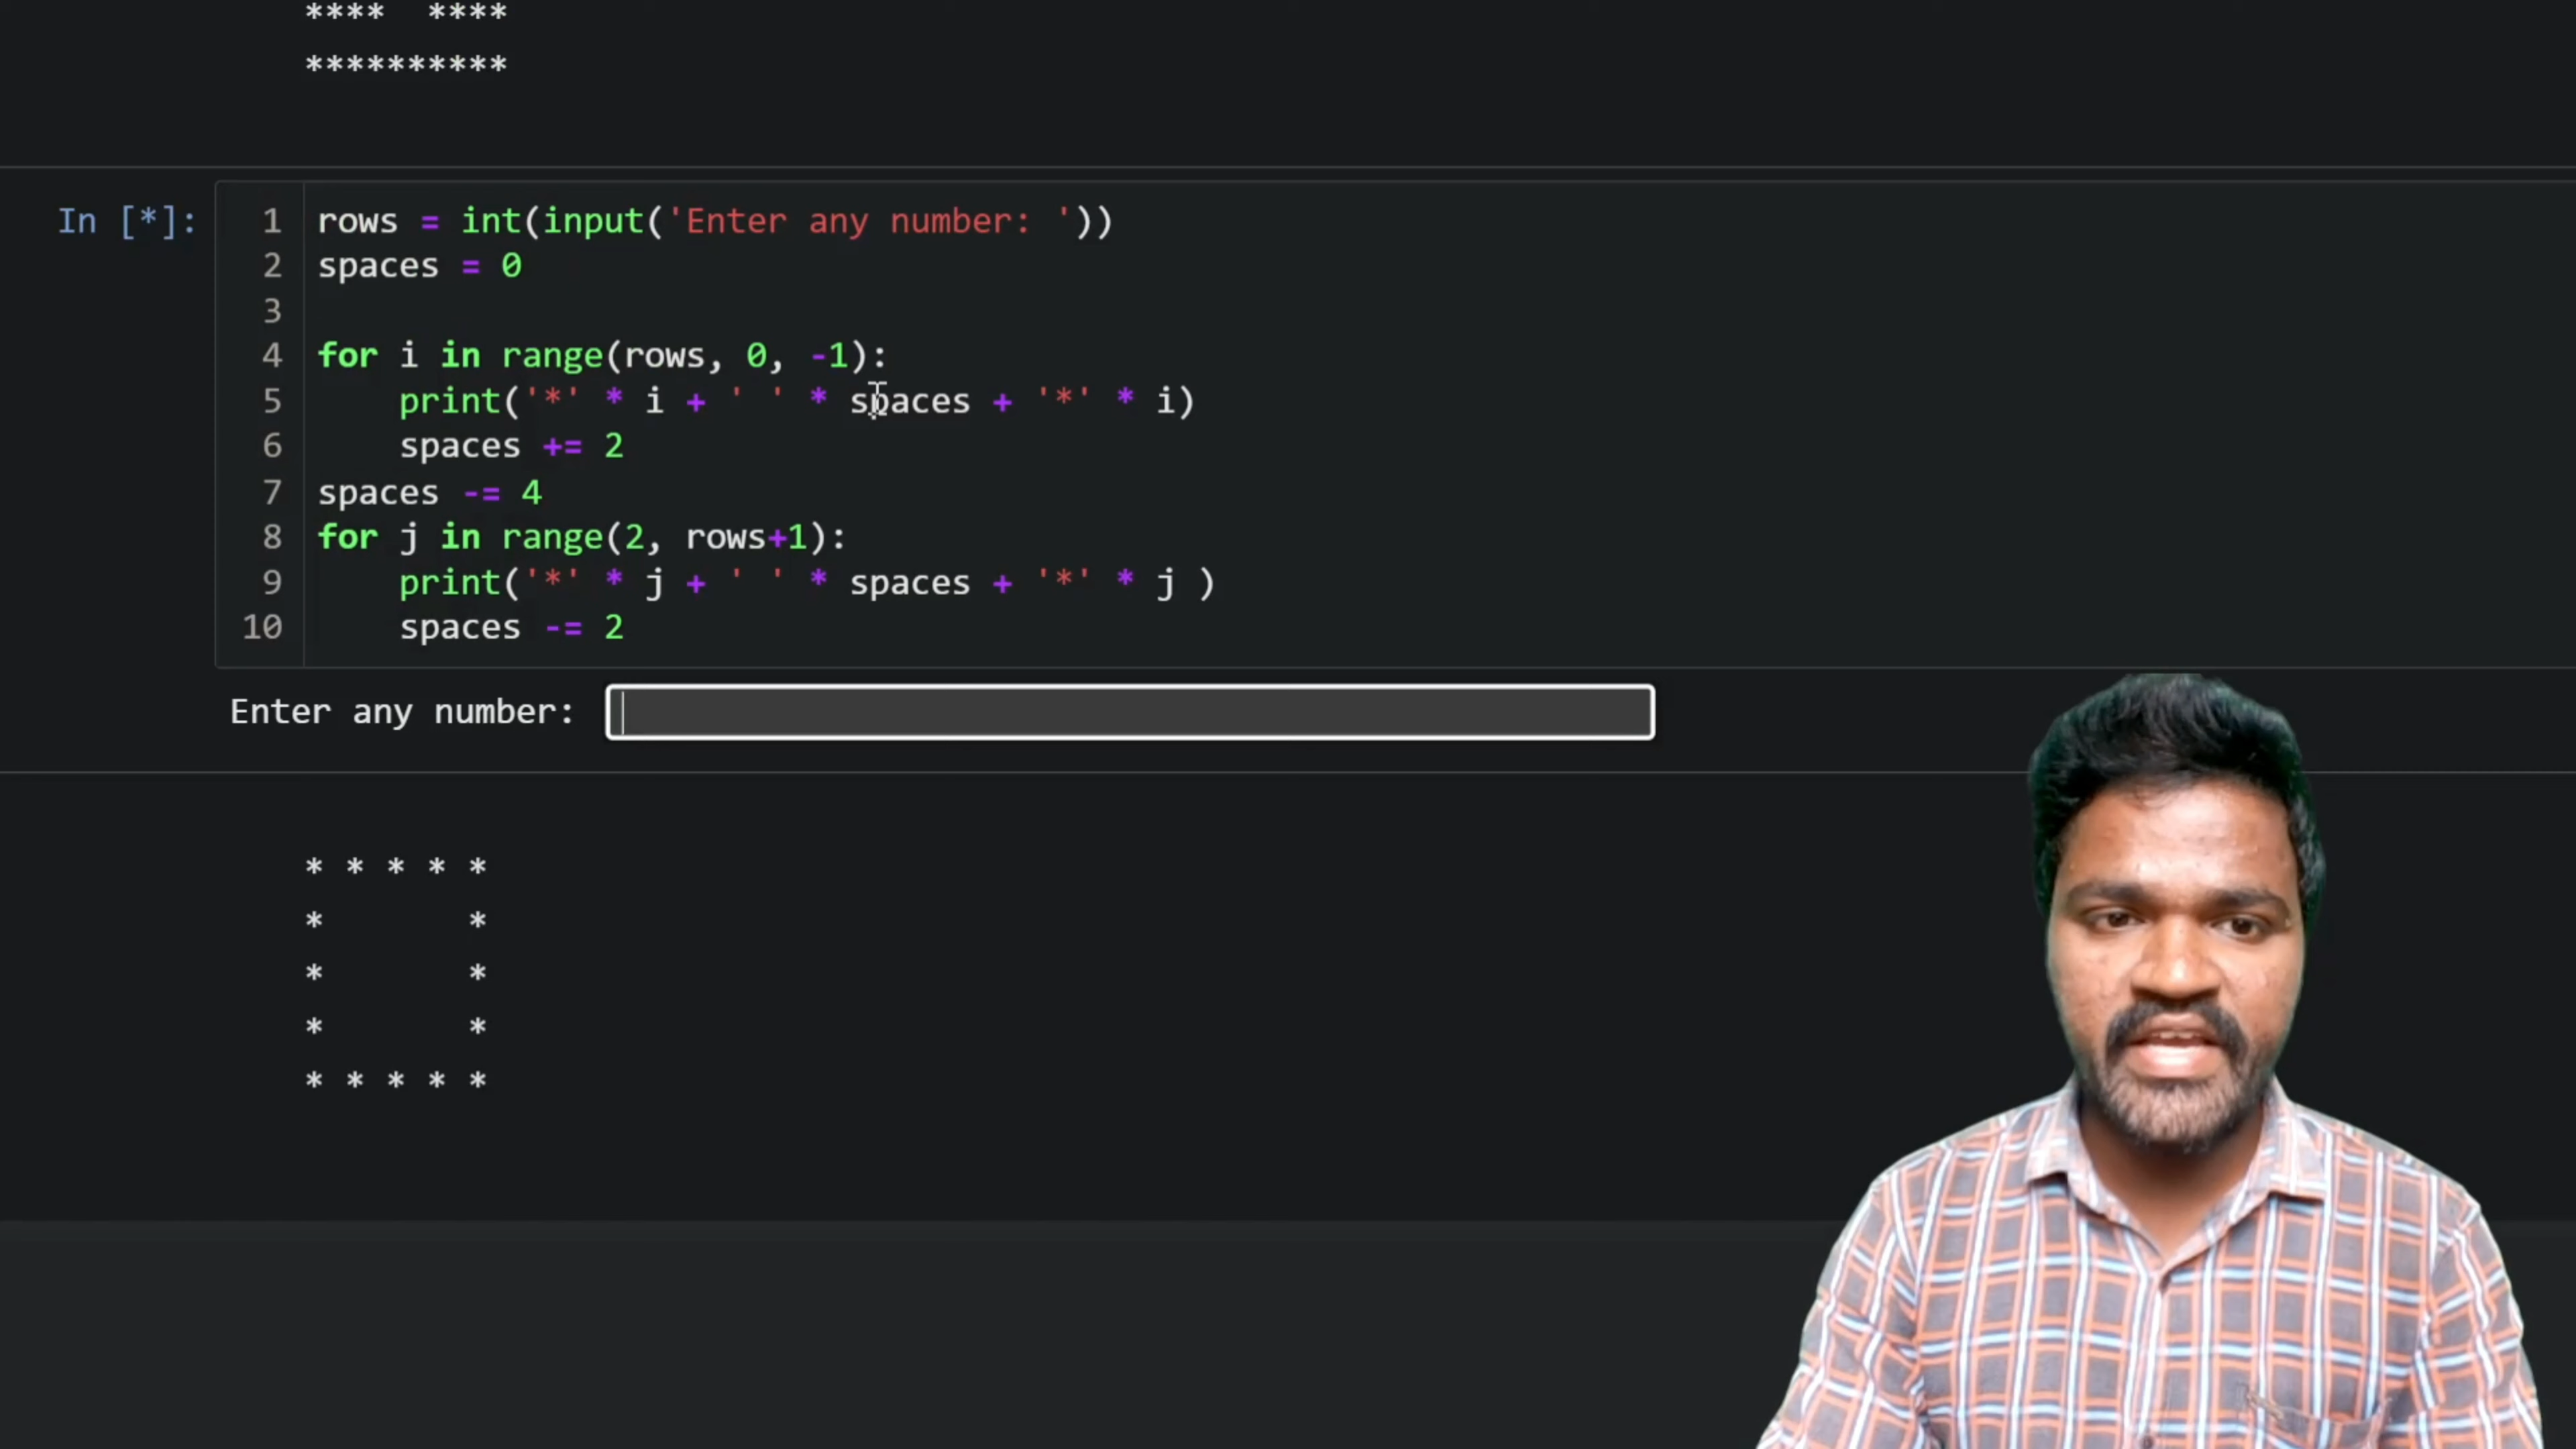 ****  ****
**********
In [*]:
1 rows = int(input('Enter any number: '))
2 spaces = 0
3
4 for i in range(rows, 0, -1):
5     print('*' * i + ' ' * spaces + '*' * i)
6     spaces += 2
7 spaces -= 4
8 for j in range(2, rows+1):
9     print('*' * j + ' ' * spaces + '*' * j )
10     spaces -= 2
Enter any number:
* * * * *
*       *
*       *
*       *
* * * * *